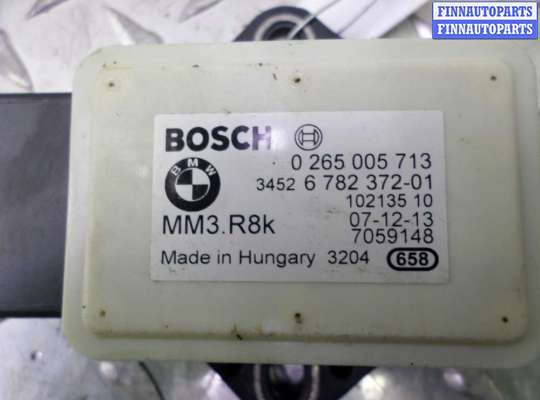 FINNAUTOPARTS
FINNAUTOPARTS
BOSCH
0 265 005 713
BMW
3452 6 782 372-01
102135 10
MM3.R8k
07-12-13
7059148
Made in Hungary 3204 658